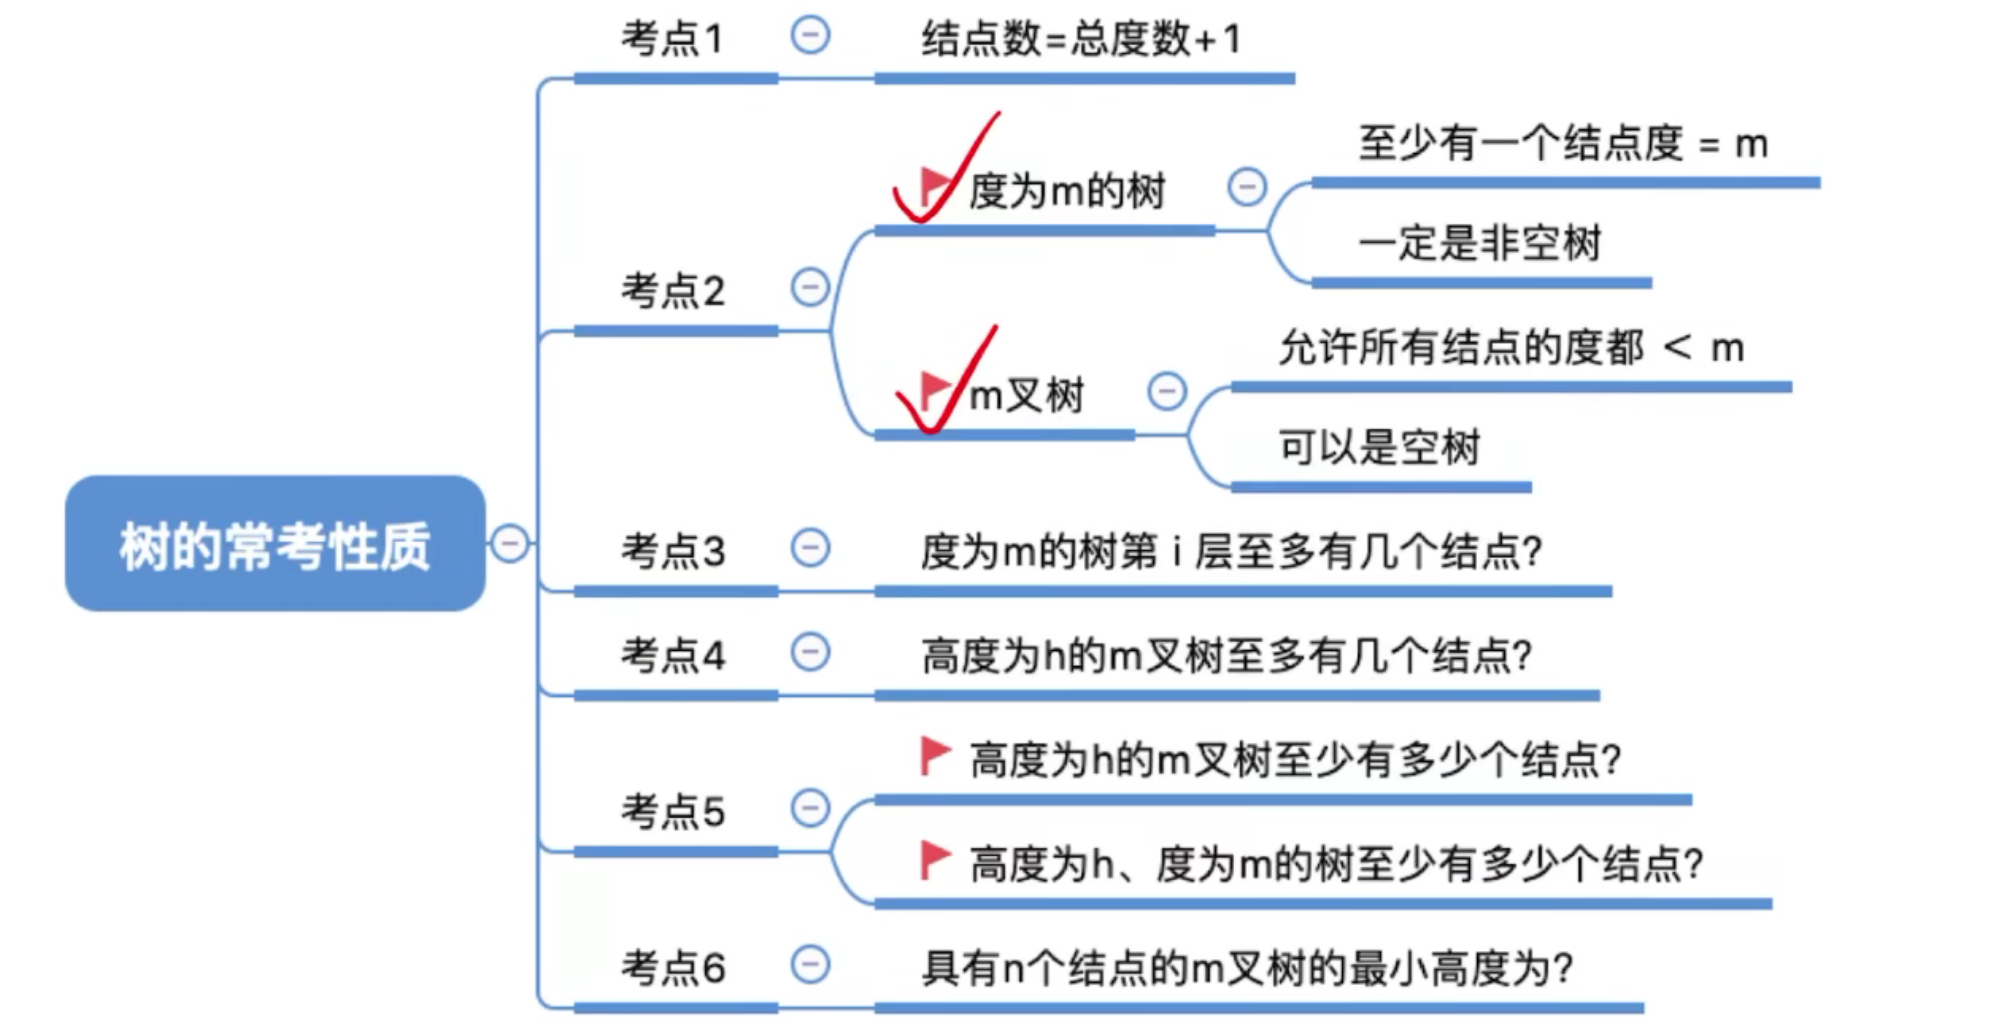 树的常考性质
考点1
结点数=总度数+1
考点2
度为m的树
至少有一个结点度 = m
一定是非空树
m叉树
允许所有结点的度都 < m
可以是空树
考点3
度为m的树第 i 层至多有几个结点?
考点4
高度为h的m叉树至多有几个结点?
考点5
高度为h的m叉树至少有多少个结点?
高度为h、度为m的树至少有多少个结点?
考点6
具有n个结点的m叉树的最小高度为?